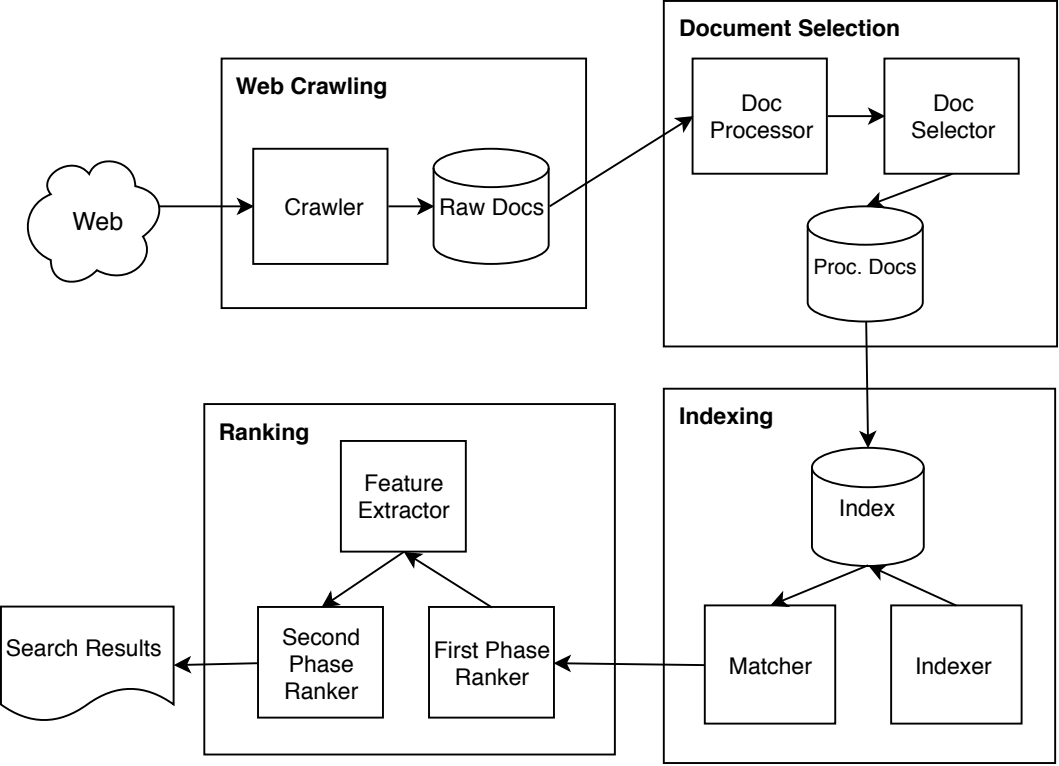 Document Selection
Web Crawling
Doc
Processor
Doc
Selector
Web
Crawler
Raw Docs
Proc. Docs
Ranking
Indexing
Feature
Extractor
Index
Search Results
Second
Phase
Ranker
First Phase
Ranker
Matcher
Indexer